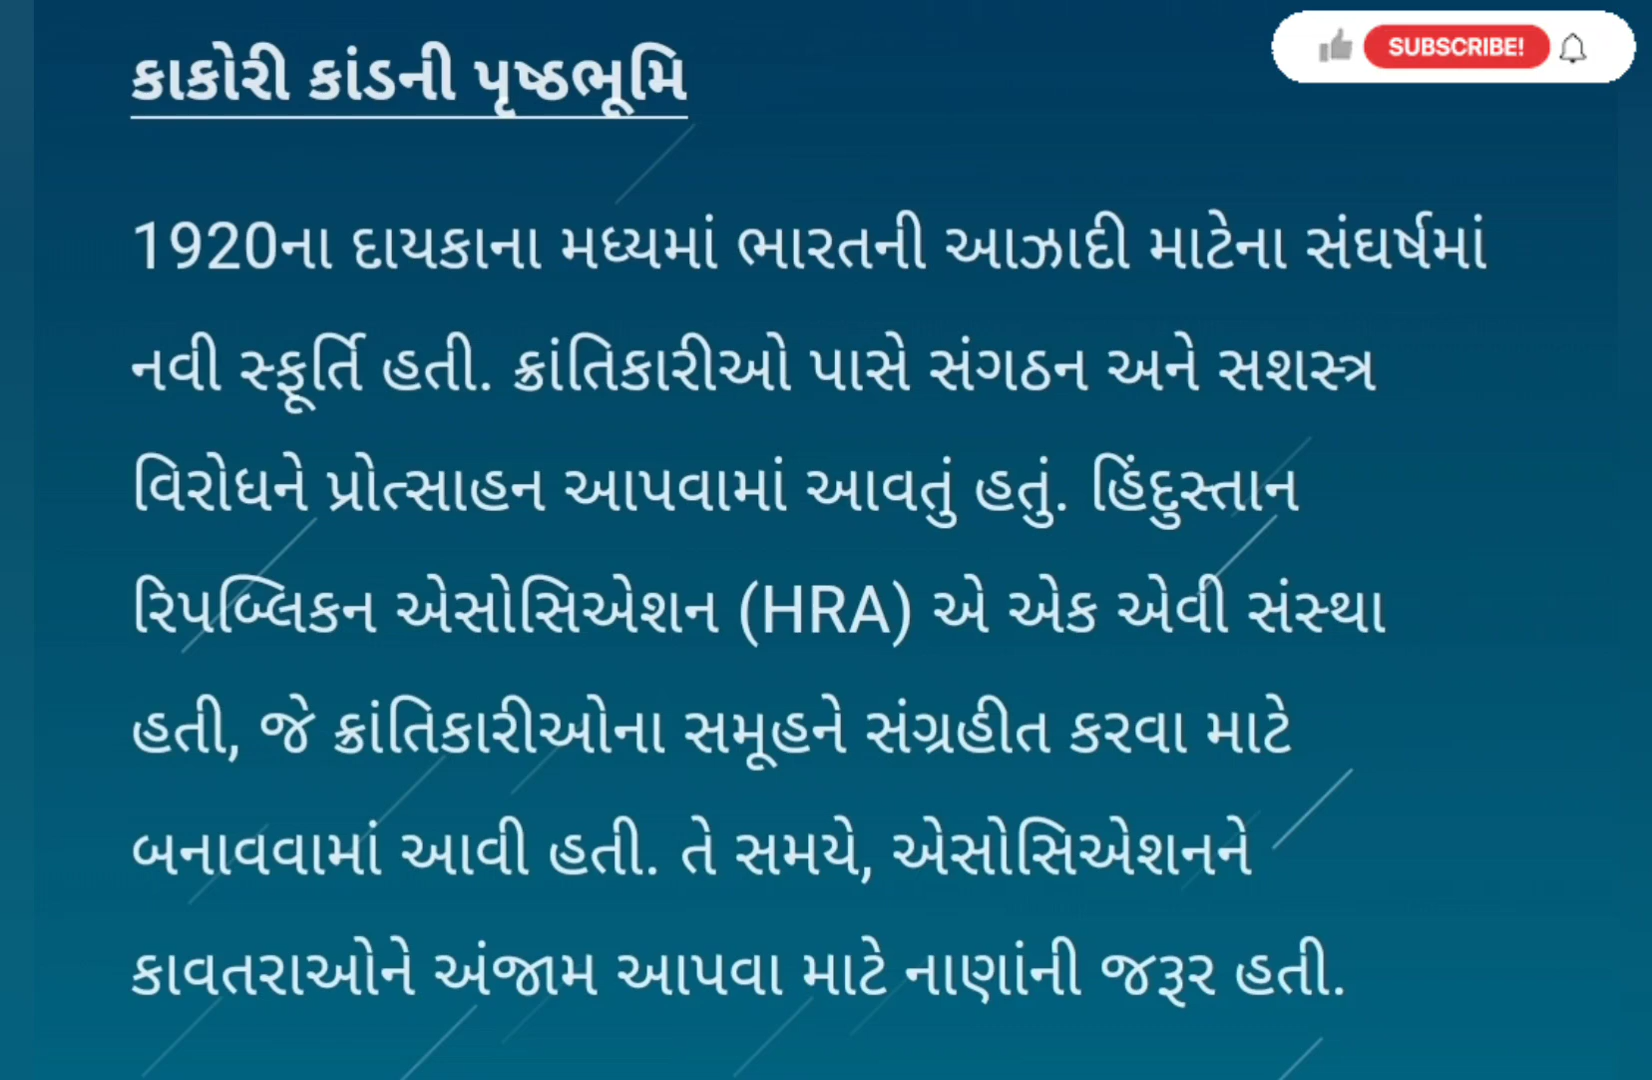 કાકોરી કાંડની પૃષ્ઠભૂમિ
SUBSCRIBE!
1920ના દાયકાના મધ્યમાં ભારતની આઝાદી માટેના સંઘર્ષમાં
નવી સ્ફૂર્તિ હતી. ક્રાંતિકારીઓ પાસે સંગઠન અને સશસ્ત્ર
વિરોધને પ્રોત્સાહન આપવામાં આવતું હતું. હિંદુસ્તાન
રિપબ્લિકન એસોસિએશન (HRA) એ એક એવી સંસ્થા
હતી, જે ક્રાંતિકારીઓના સમૂહને સંગ્રહીત કરવા માટે
બનાવવામાં આવી હતી. તે સમયે, એસોસિએશનને
કાવતરાઓને અંજામ આપવા માટે નાણાંની જરૂર હતી.